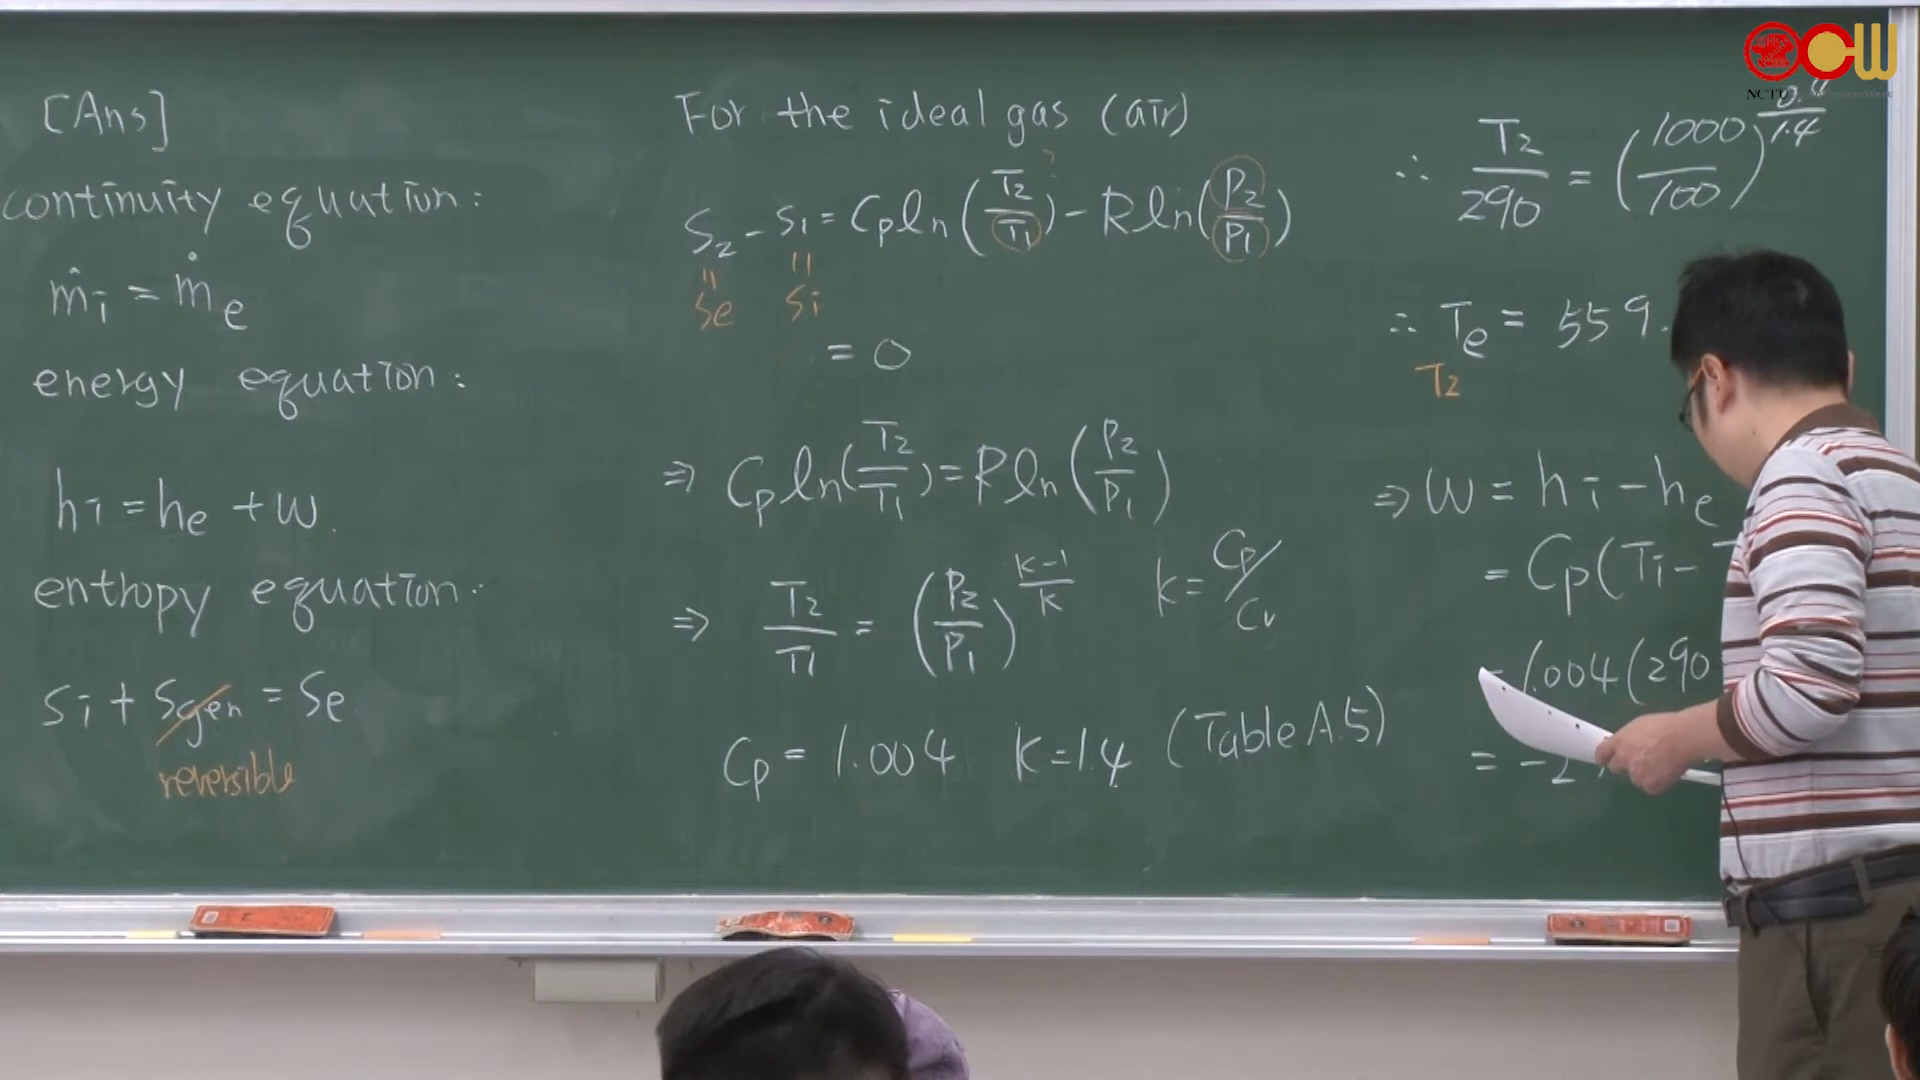 [Ans]
continuity equation:
ṁi = ṁe
energy equation:
hi = he + w.
entropy equation:
si + sgen = se
reversible
For the ideal gas (air)
?
S2 - S1 = Cp ln(T2/T1) - R ln(P2/P1)
" "
Se Si
= 0
⇒ Cp ln(T2/T1) = R ln(P2/P1)
⇒ T2/T1 = (P2/P1)^(k-1/k) k = Cp/Cv
Cp = 1.004 K = 1.4 (Table A.5)
∴ T2/290 = (1000/100)^(0.4/1.4)
∴ Te = 559.
T2
⇒ w = hi - he
= Cp(Ti -
= 1.004(290
= -2
NCTU
OCW